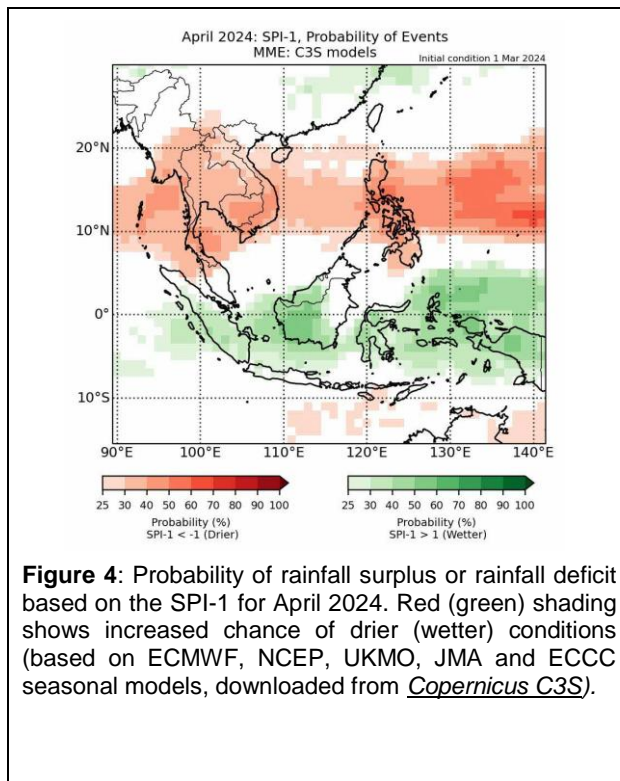 April 2024: SPI-1, Probability of Events
MME: C3S models
Initial condition 1 Mar 2024
20°N
10°N
0°
10°S
90°E 100°E 110°E 120°E 130°E 140°E
25 30 40 50 60 70 80 90 100
Probability (%)
SPI-1 < -1 (Drier)
25 30 40 50 60 70 80 90 100
Probability (%)
SPI-1 > 1 (Wetter)
Figure 4: Probability of rainfall surplus or rainfall deficit
based on the SPI-1 for April 2024. Red (green) shading
shows increased chance of drier (wetter) conditions
(based on ECMWF, NCEP, UKMO, JMA and ECCC
seasonal models, downloaded from Copernicus C3S).